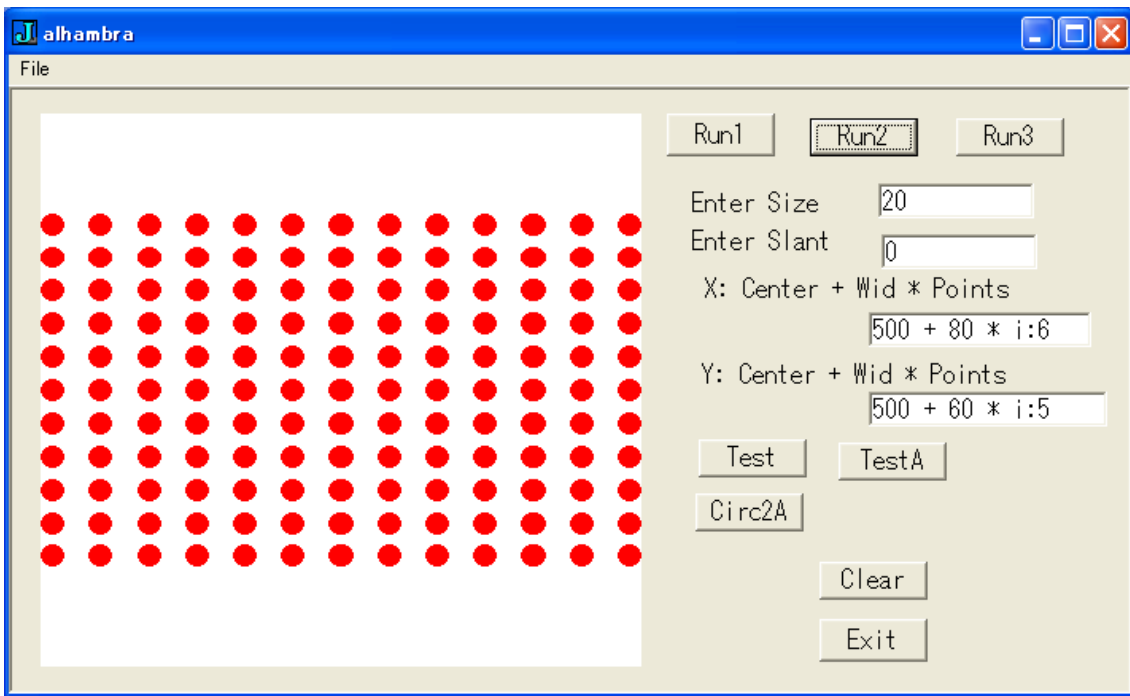 alhambra
File
Run1 Run2 Run3
Enter Size 20
Enter Slant 0
X: Center + Wid * Points
500 + 80 * i:6
Y: Center + Wid * Points
500 + 60 * i:5
Test TestA
Circ2A
Clear
Exit